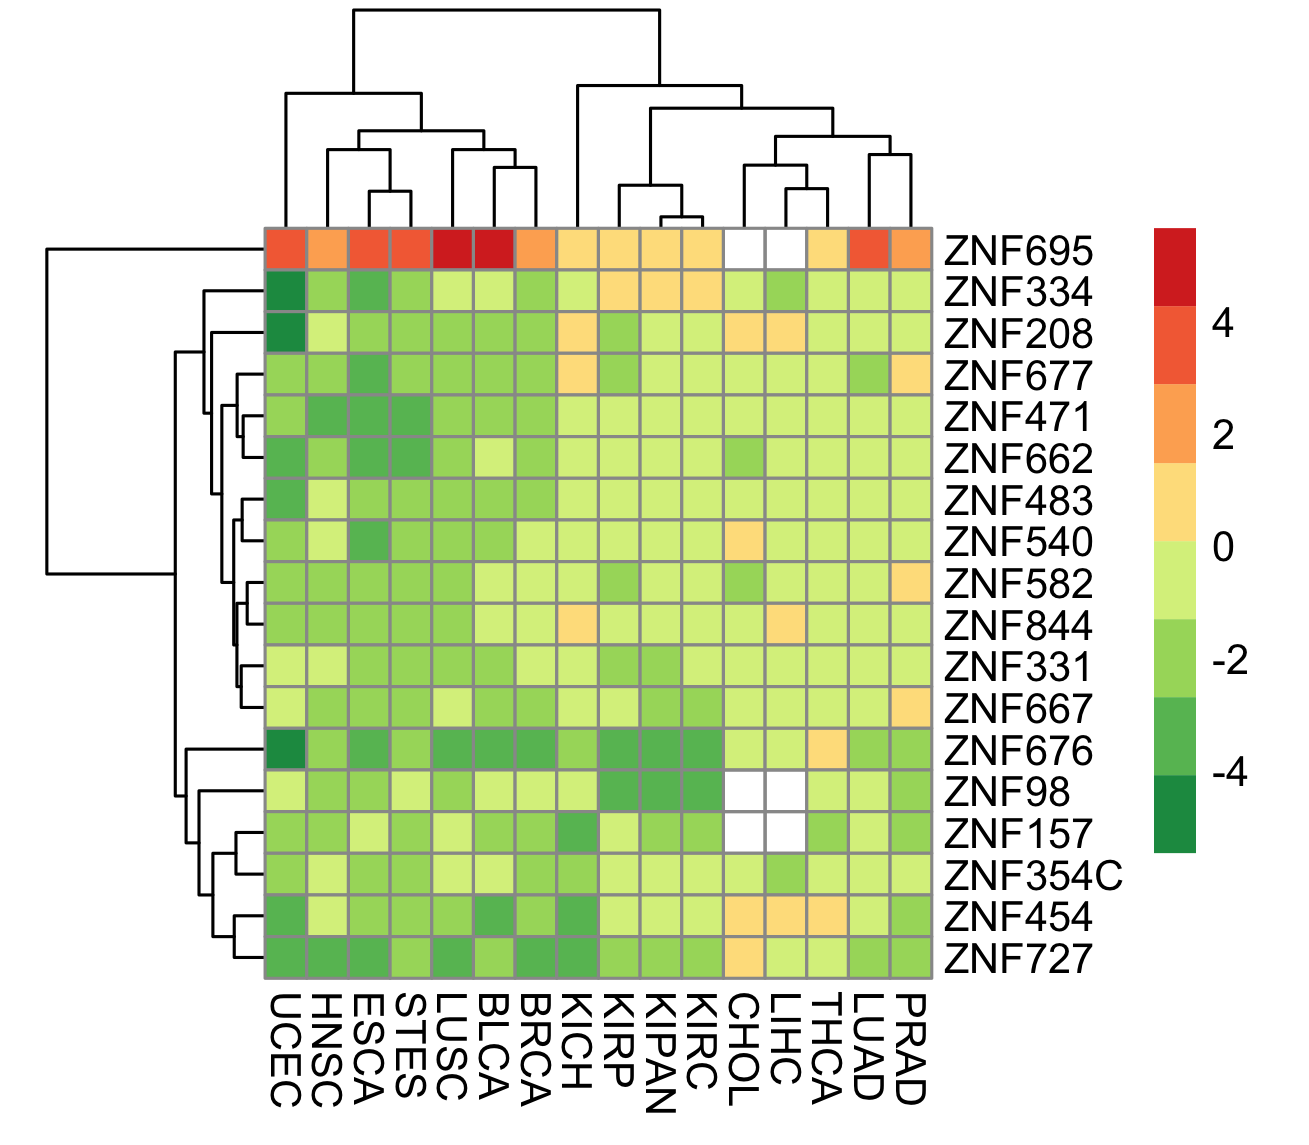 ZNF695
ZNF334
ZNF208
ZNF677
ZNF471
ZNF662
ZNF483
ZNF540
ZNF582
ZNF844
ZNF331
ZNF667
ZNF676
ZNF98
ZNF157
ZNF354C
ZNF454
ZNF727
4
2
0
-2
-4
UCEC
HNSC
ESCA
STES
LUSC
BLCA
BRCA
KICH
KIRP
KIPAN
KIRC
CHOL
LIHC
THCA
LUAD
PRAD